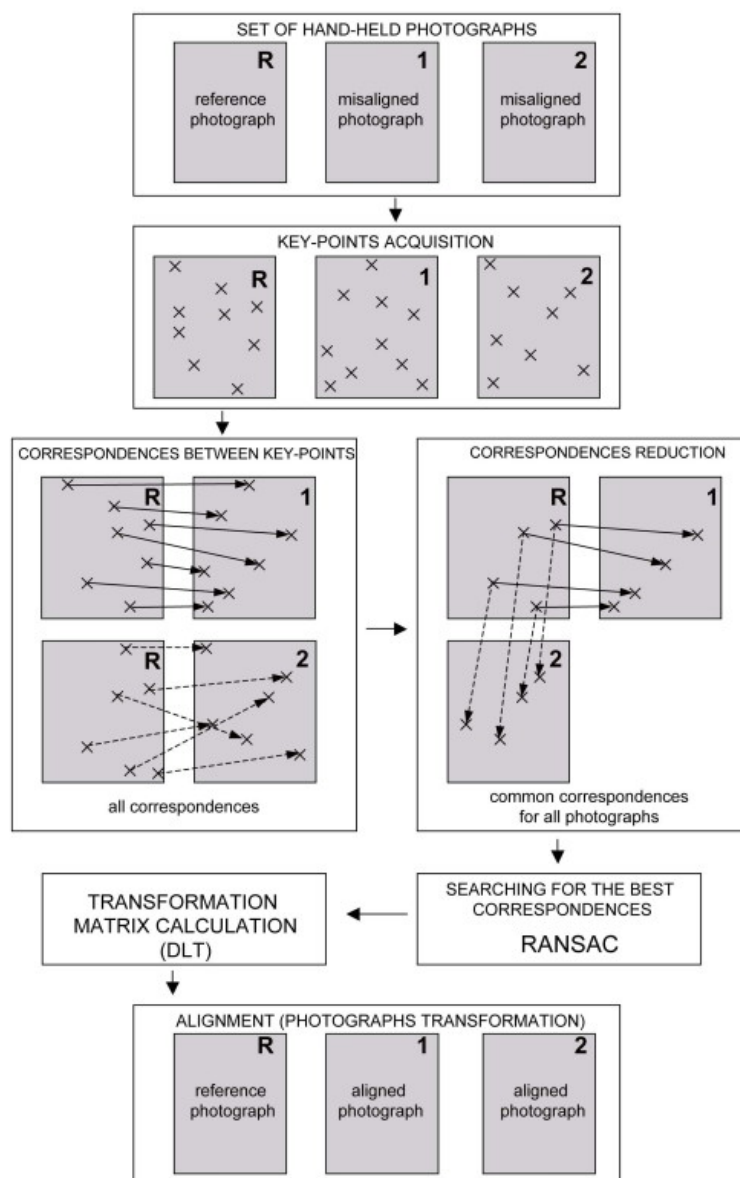 SET OF HAND-HELD PHOTOGRAPHS
R
reference
photograph
1
misaligned
photograph
2
misaligned
photograph
KEY-POINTS ACQUISITION
R
1
2
CORRESPONDENCES BETWEEN KEY-POINTS
R
1
R
2
all correspondences
CORRESPONDENCES REDUCTION
R
1
2
common correspondences
for all photographs
SEARCHING FOR THE BEST
CORRESPONDENCES
RANSAC
TRANSFORMATION
MATRIX CALCULATION
(DLT)
ALIGNMENT (PHOTOGRAPHS TRANSFORMATION)
R
reference
photograph
1
aligned
photograph
2
aligned
photograph